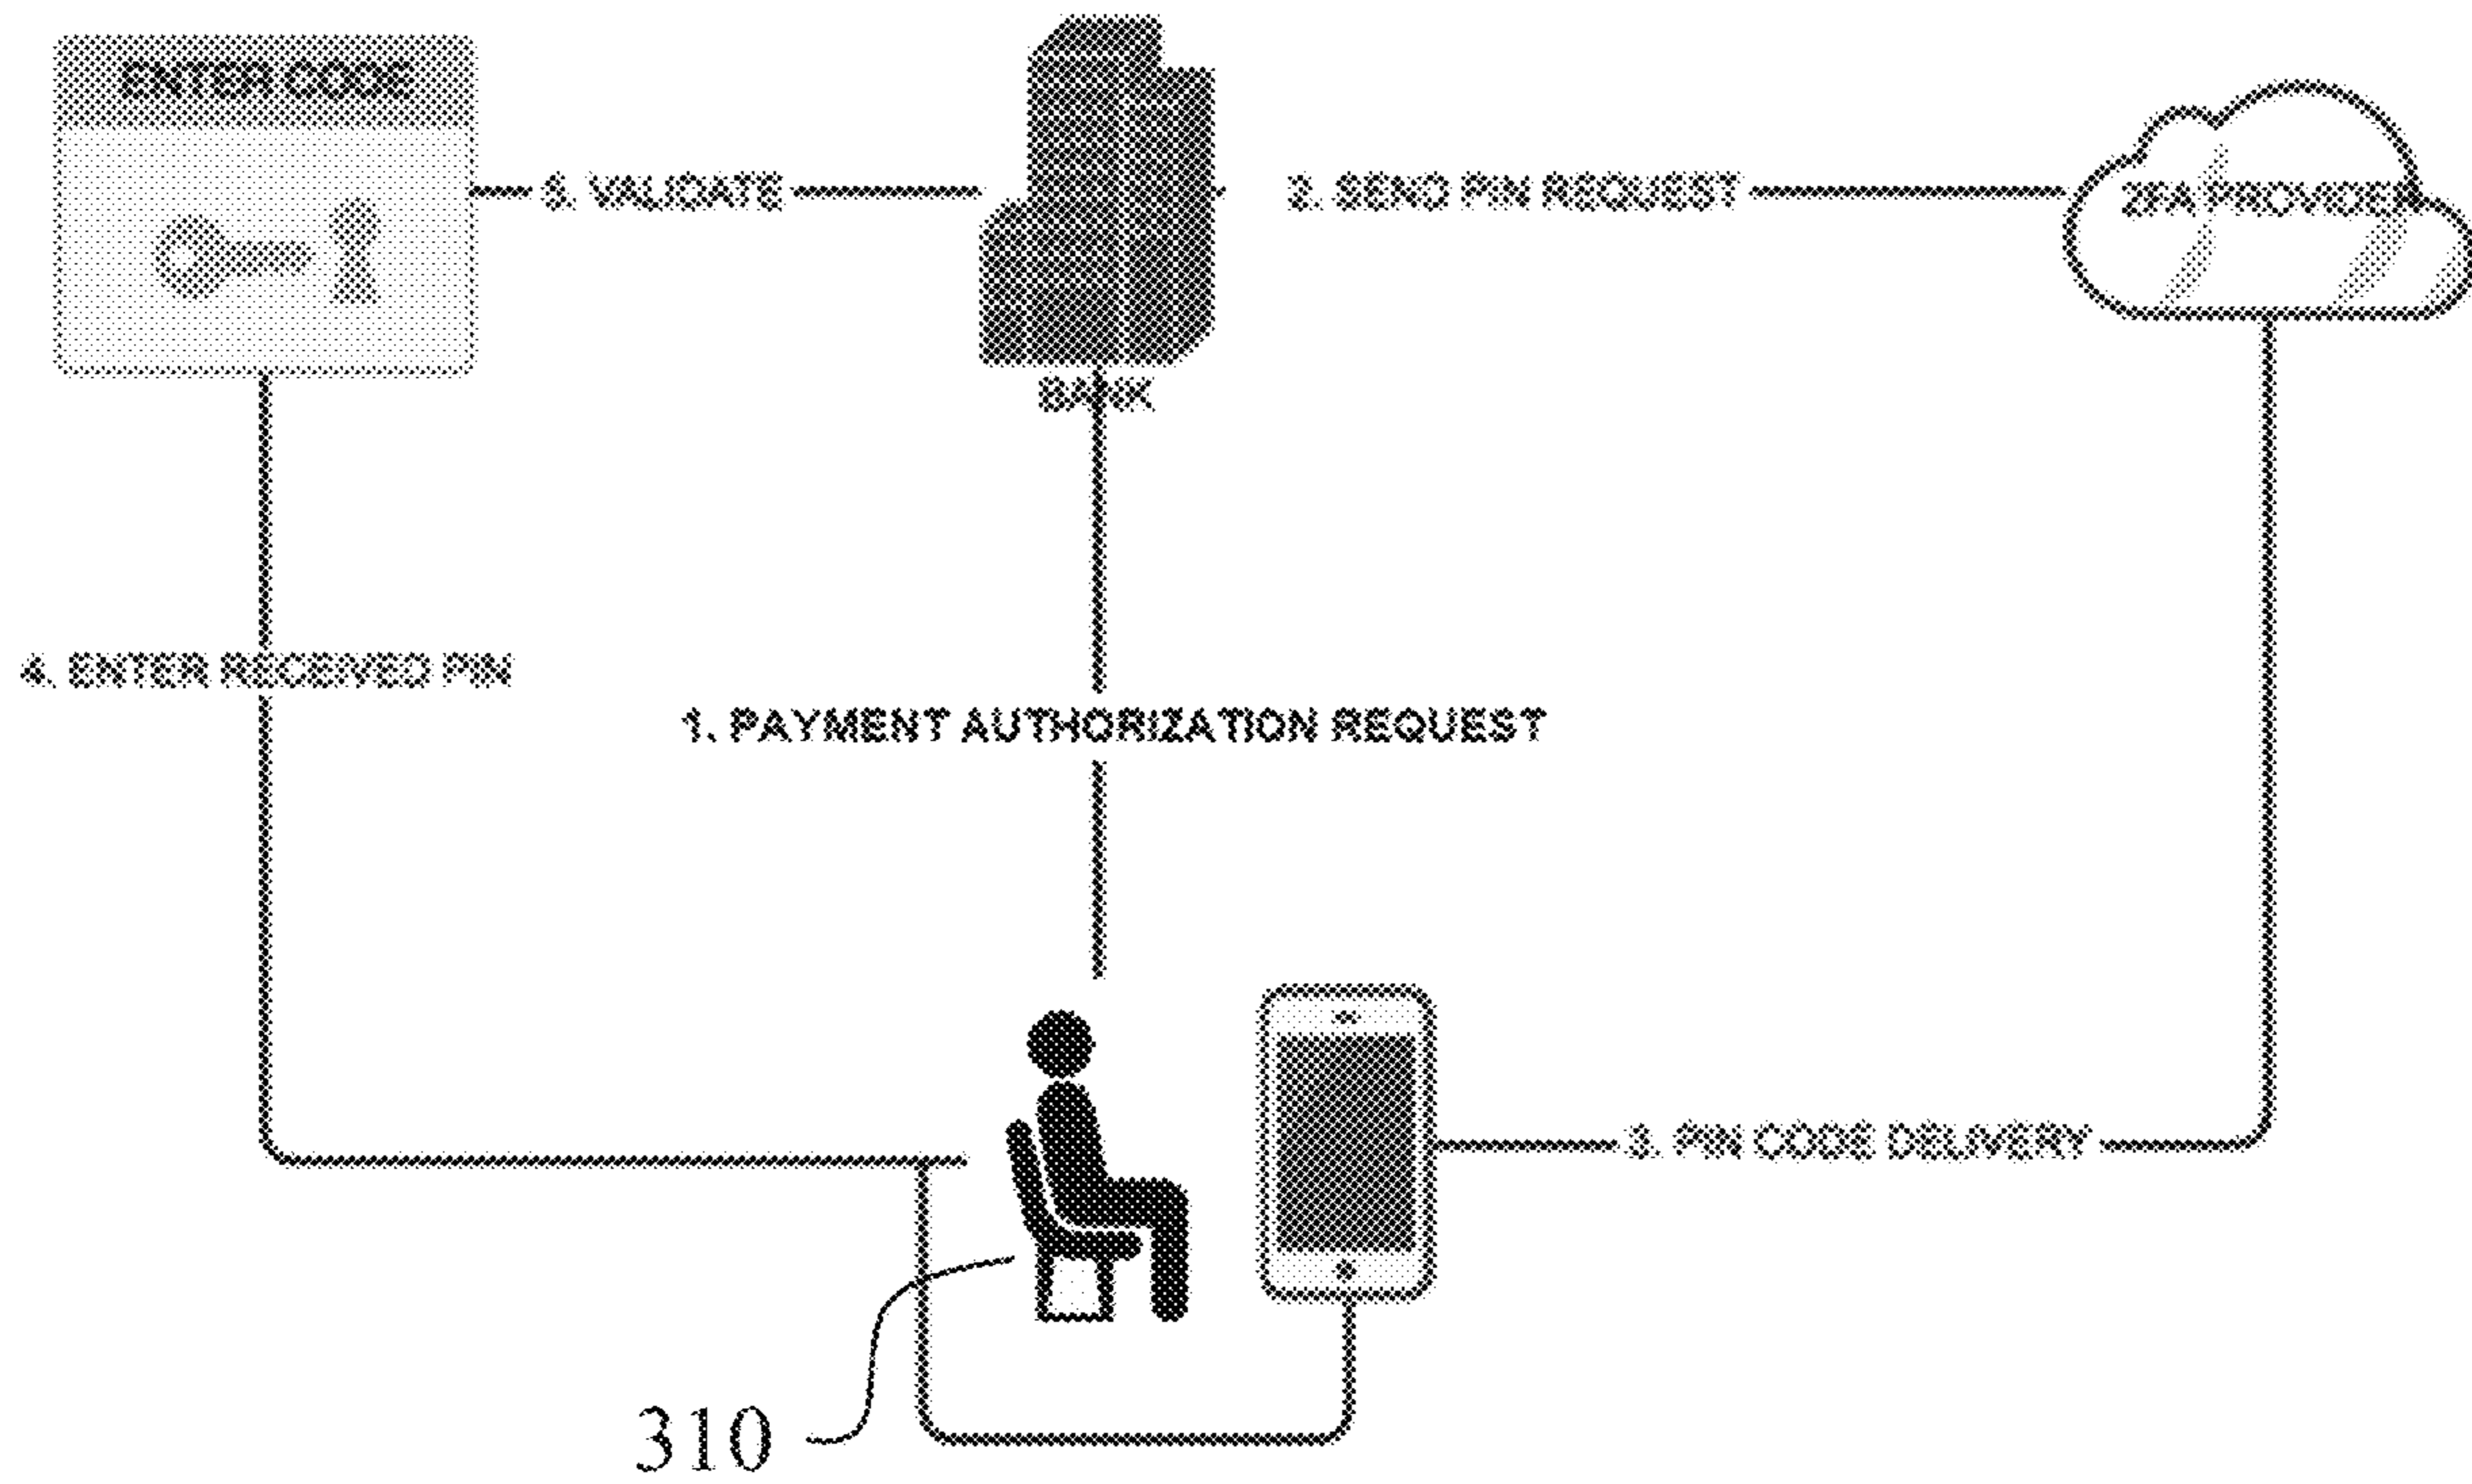 ENTER CODE
5. VALIDATE
2. SEND PIN REQUEST
2FA PROVIDER
BANK
4. ENTER RECEIVED PIN
1. PAYMENT AUTHORIZATION REQUEST
3. PIN CODE DELIVERY
310